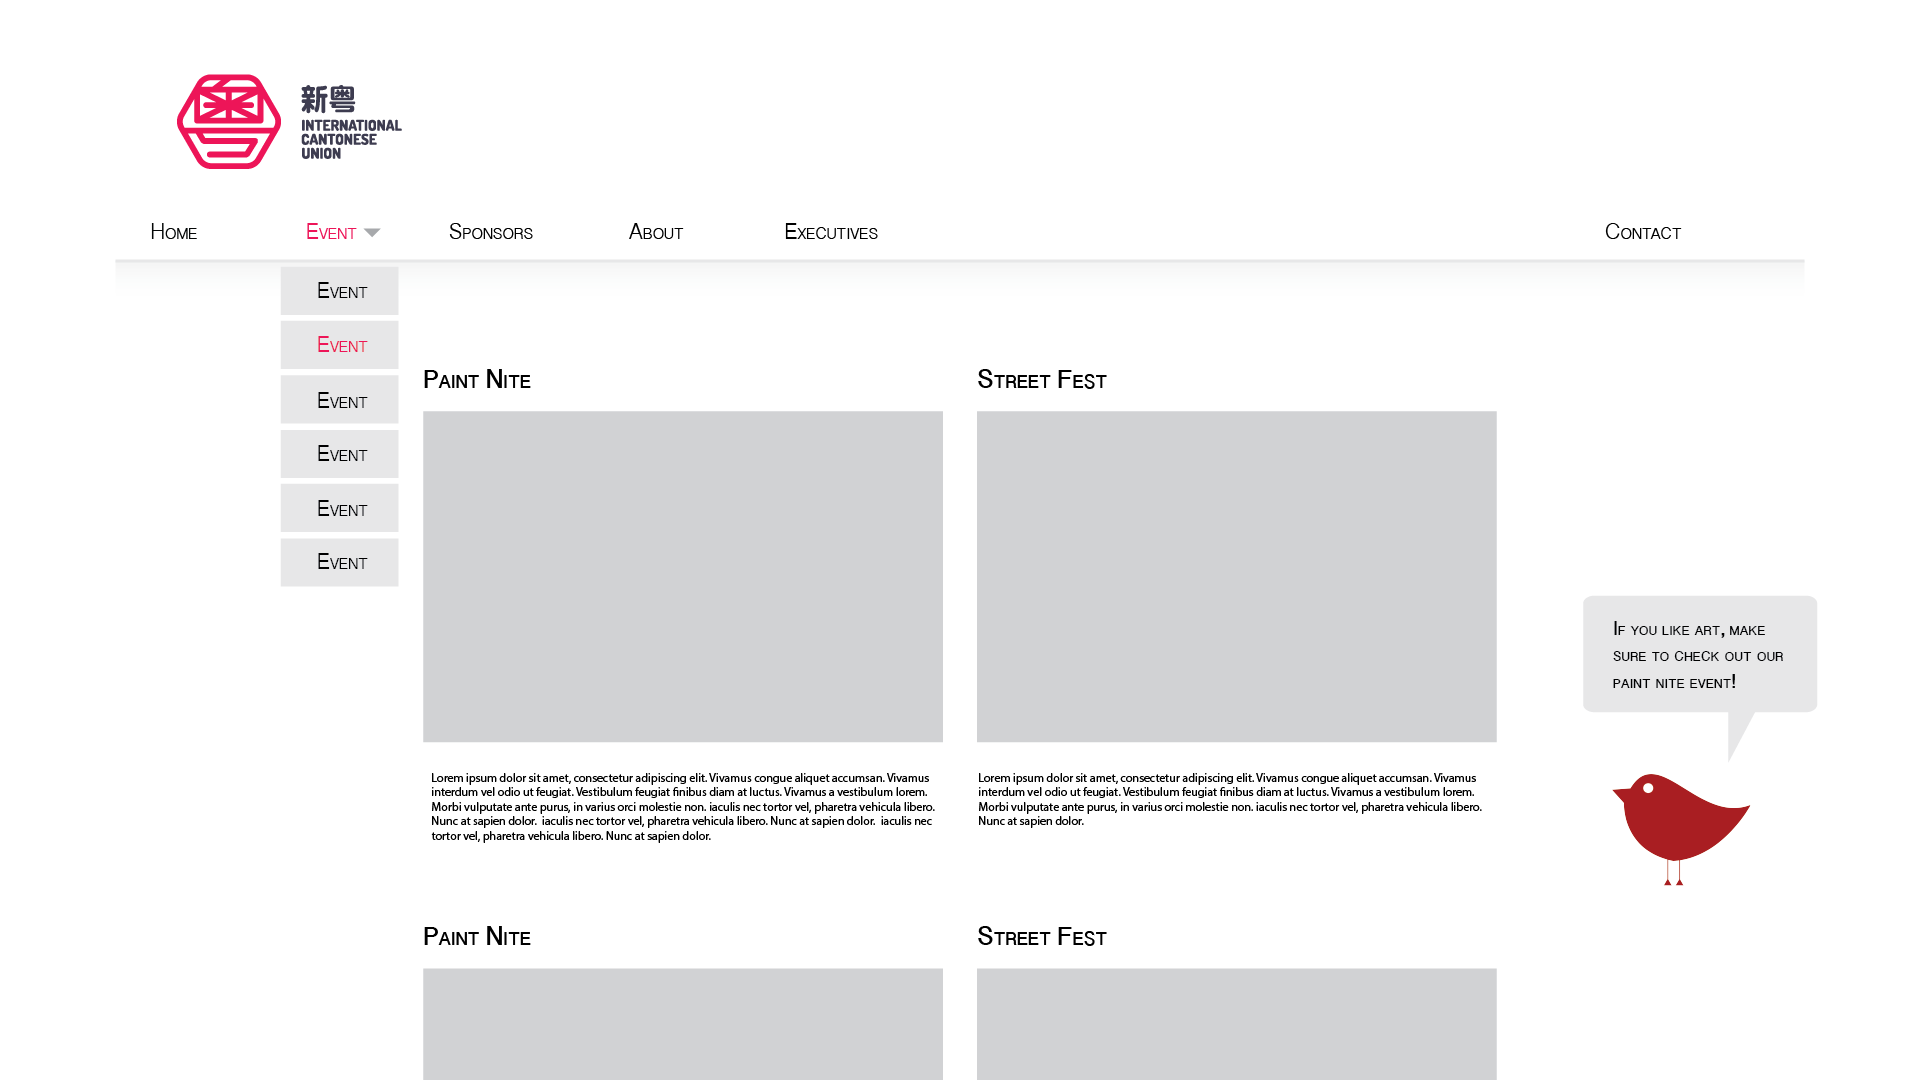 新粤
INTERNATIONAL
CANTONESE
UNION
Home
Event
Sponsors
About
Executives
Contact
Event
Event
Event
Event
Event
Event
Paint Nite
Lorem ipsum dolor sit amet, consectetur adipiscing elit. Vivamus congue aliquet accumsan. Vivamus
interdum vel odio ut feugiat. Vestibulum feugiat finibus diam at luctus. Vivamus a vestibulum lorem.
Morbi vulputate ante purus, in varius orci molestie non. iaculis nec tortor vel, pharetra vehicula libero.
Nunc at sapien dolor.  iaculis nec tortor vel, pharetra vehicula libero. Nunc at sapien dolor.  iaculis nec
tortor vel, pharetra vehicula libero. Nunc at sapien dolor.
Street Fest
Lorem ipsum dolor sit amet, consectetur adipiscing elit. Vivamus congue aliquet accumsan. Vivamus
interdum vel odio ut feugiat. Vestibulum feugiat finibus diam at luctus. Vivamus a vestibulum lorem.
Morbi vulputate ante purus, in varius orci molestie non. iaculis nec tortor vel, pharetra vehicula libero.
Nunc at sapien dolor.
If you like art, make
sure to check out our
paint nite event!
Paint Nite
Street Fest